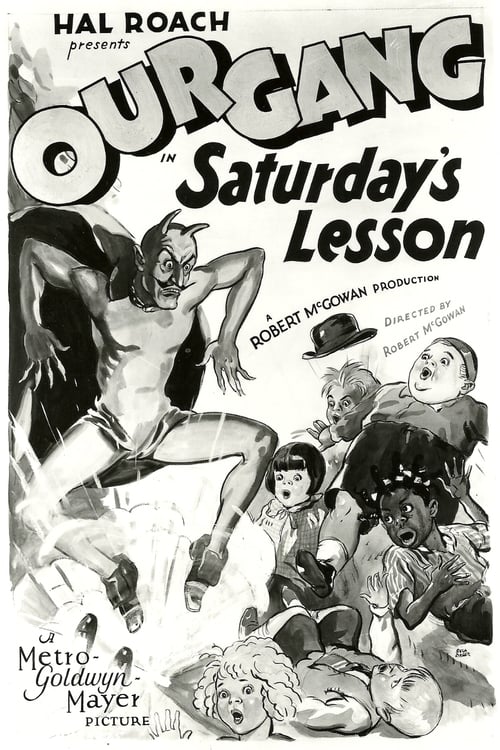 HAL ROACH
presents
OUR GANG
IN
SATURDAY'S
LESSON
A
ROBERT McGOWAN PRODUCTION
DIRECTED BY
ROBERT McGOWAN
A
Metro-
Goldwyn-
Mayer
PICTURE